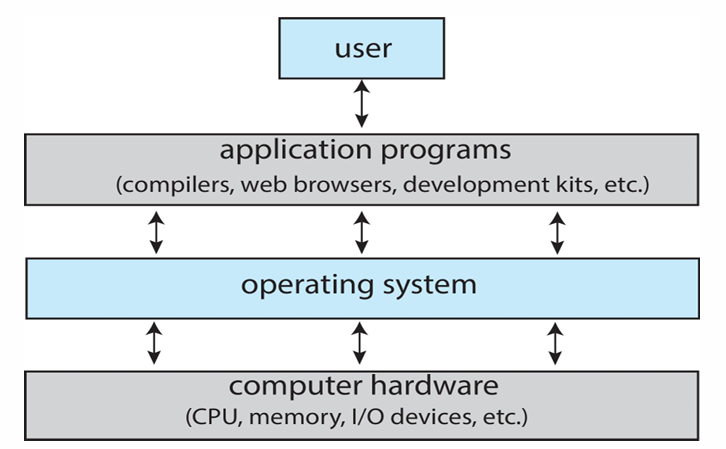 user
application programs
(compilers, web browsers, development kits, etc.)
operating system
computer hardware
(CPU, memory, I/O devices, etc.)